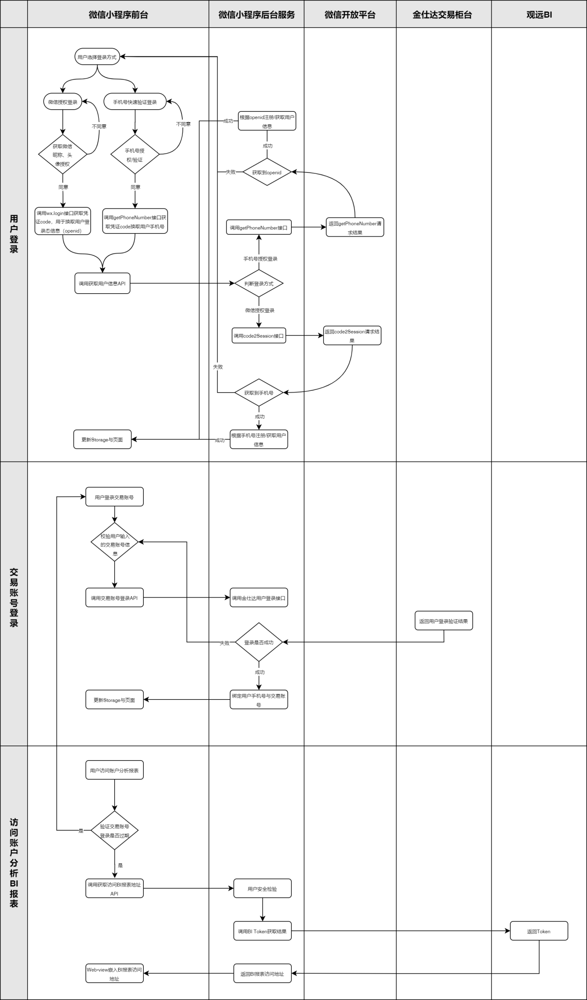 微信小程序前台
微信小程序后台服务
微信开放平台
金仕达交易柜台
观远BI
用户登录
用户选择登录方式
微信授权登录
手机号快速验证登录
不同意
不同意
获取微信
昵称、头
像授权
手机号授
权/验证
同意
同意
调用wx.login接口获取凭
证code，用于换取用户登
录态信息（openid）
调用getPhoneNumber接口获
取凭证code换取用户手机号
调用获取用户信息API
根据openid注册/获取用户
信息
成功
成功
获取到openid
失败
调用getPhoneNumber接口
返回getPhoneNumber请
求结果
手机号授权登录
判断登录方式
微信授权登录
调用code2Session接口
返回code2Session请求结
果
失败
获取到手机号
成功
根据手机号注册/获取用户
信息
成功
更新Storage与页面
交易账号登录
用户登录交易账号
校验用户输入
的交易账号信
息
调用交易账号登录API
调用金仕达用户登录接口
返回用户登录验证结果
登录是否成功
失败
成功
绑定用户手机号与交易账
号
更新Storage与页面
访问账户分析BI报表
用户访问账户分析报表
验证交易账号
登录是否过期
是
是
调用获取访问BI报表地址
API
用户安全检验
调用BI Token获取结果
返回Token
返回BI报表访问地址
Web-view嵌入BI报表访问
地址